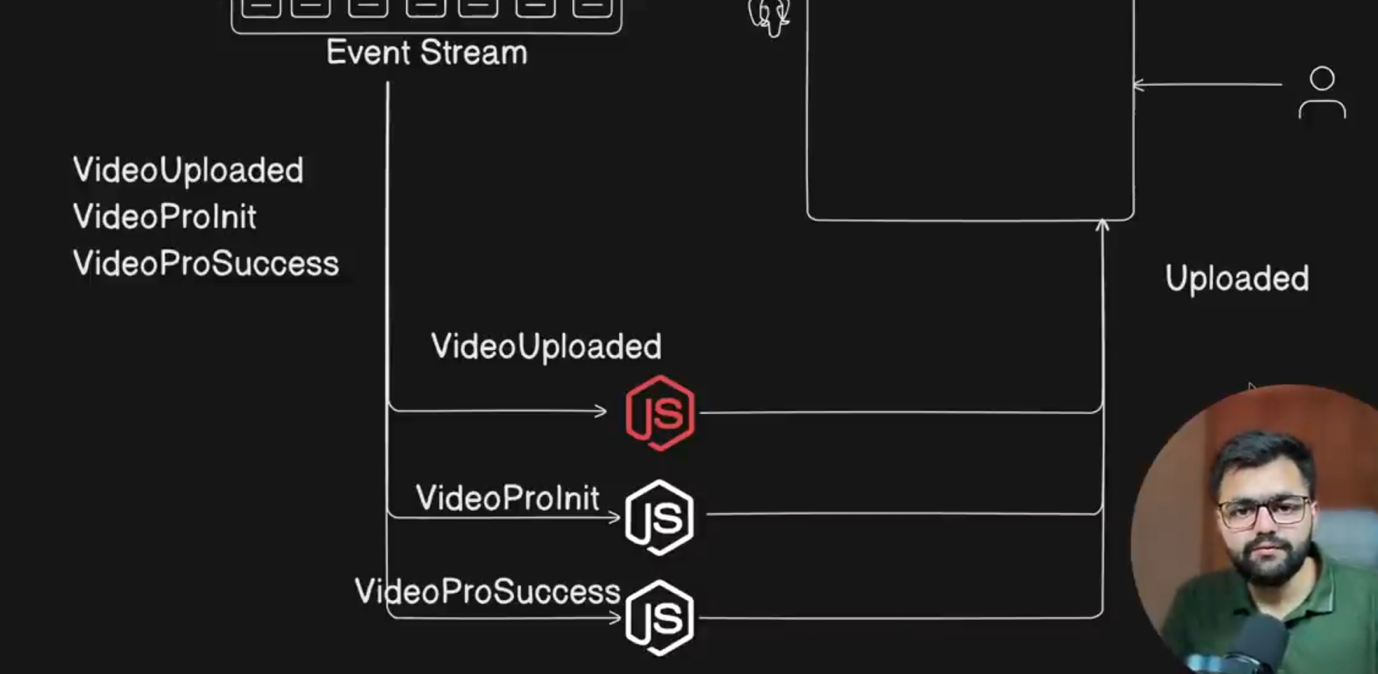 Event Stream
VideoUploaded
VideoProInit
VideoProSuccess
Uploaded
VideoUploaded
JS
VideoProInit
JS
VideoProSuccess
JS